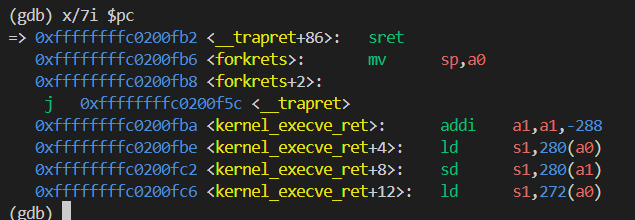 (gdb) x/7i $pc
=> 0xffffffffc0200fb2 <__trapret+86>: sret
0xffffffffc0200fb6 <forkrets>: mv sp,a0
0xffffffffc0200fb8 <forkrets+2>:
j 0xffffffffc0200f5c <__trapret>
0xffffffffc0200fba <kernel_execve_ret>: addi a1,a1,-288
0xffffffffc0200fbe <kernel_execve_ret+4>: ld s1,280(a0)
0xffffffffc0200fc2 <kernel_execve_ret+8>: sd s1,280(a1)
0xffffffffc0200fc6 <kernel_execve_ret+12>: ld s1,272(a0)
(gdb)